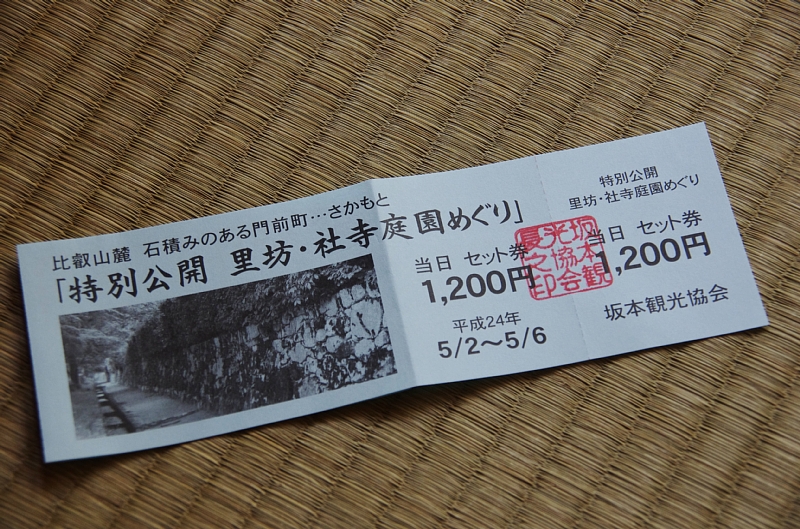 比叡山麓 石積みのある門前町…さかもと
「特別公開 里坊・社寺庭園めぐり」
当日 セット券
1,200円
平成24年
5/2〜5/6
特別公開
里坊・社寺庭園めぐり
当日 セット券
1,200円
坂本観光協会
坂本観
光協会
長之印